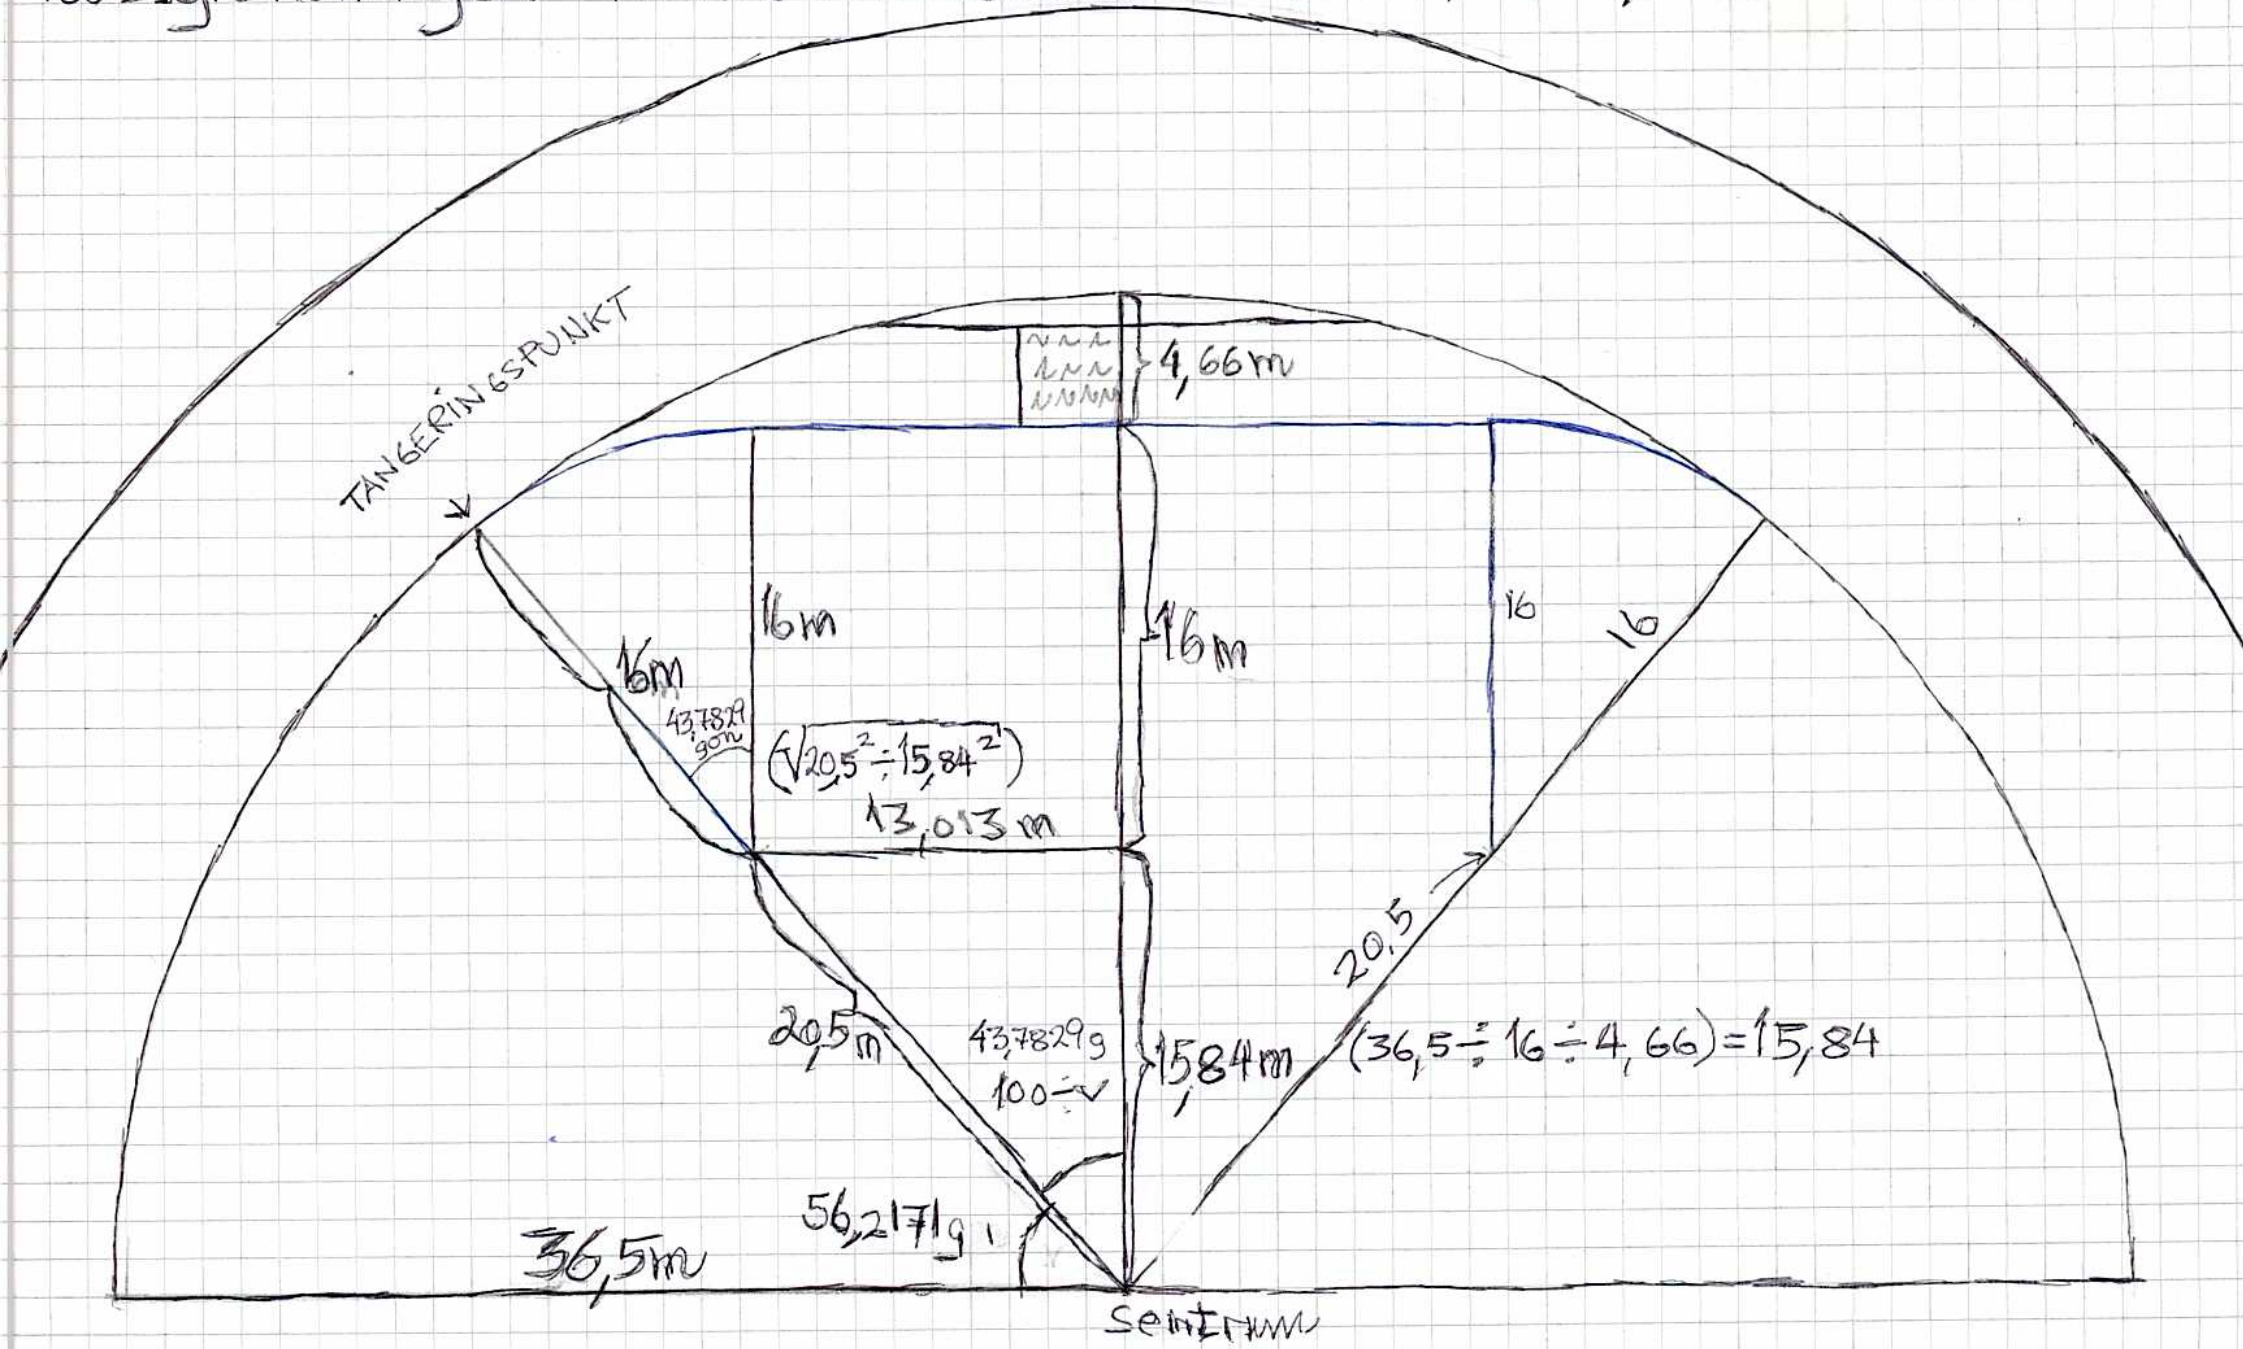 TANGERINGSPUNKT
4,66m
16m
16m
16m
16
16
43,7829
gon
(√20,5²÷15,84²)
13,013 m
20,5m
20,5
43,7829g
100÷v
15,84m
(36,5÷16÷4,66)=15,84
56,2171g
36,5m
sentrum